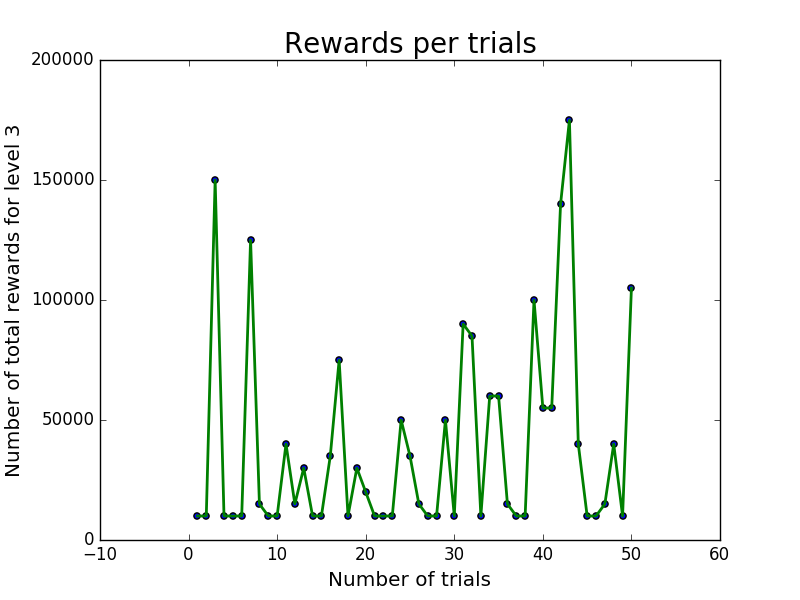 Rewards per trials
200000
150000
100000
50000
0
Number of total rewards for level 3
−10 0 10 20 30 40 50 60
Number of trials